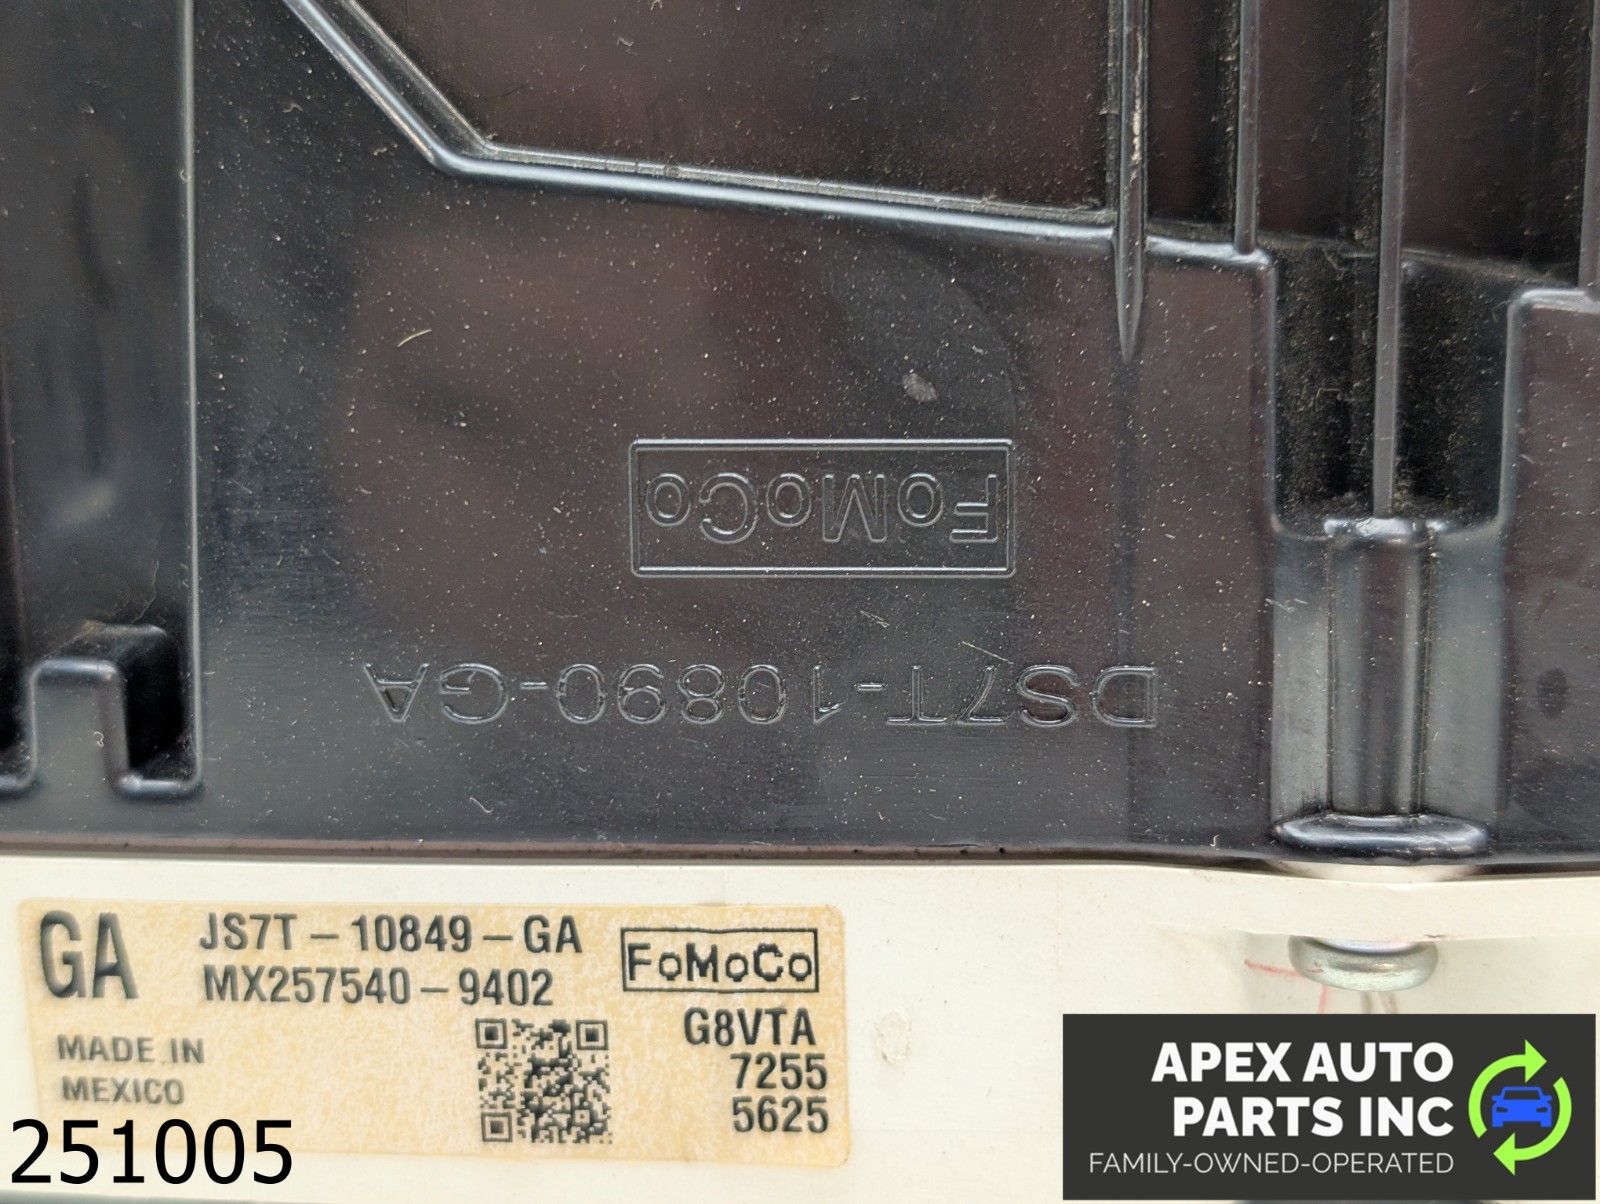 FoMoCo
DS7T-10890-GA
GA
JS7T-10849-GA
MX257540-9402
FoMoCo
G8VTA
7255
5625
MADE IN
MEXICO
251005
APEX AUTO
PARTS INC
FAMILY-OWNED-OPERATED